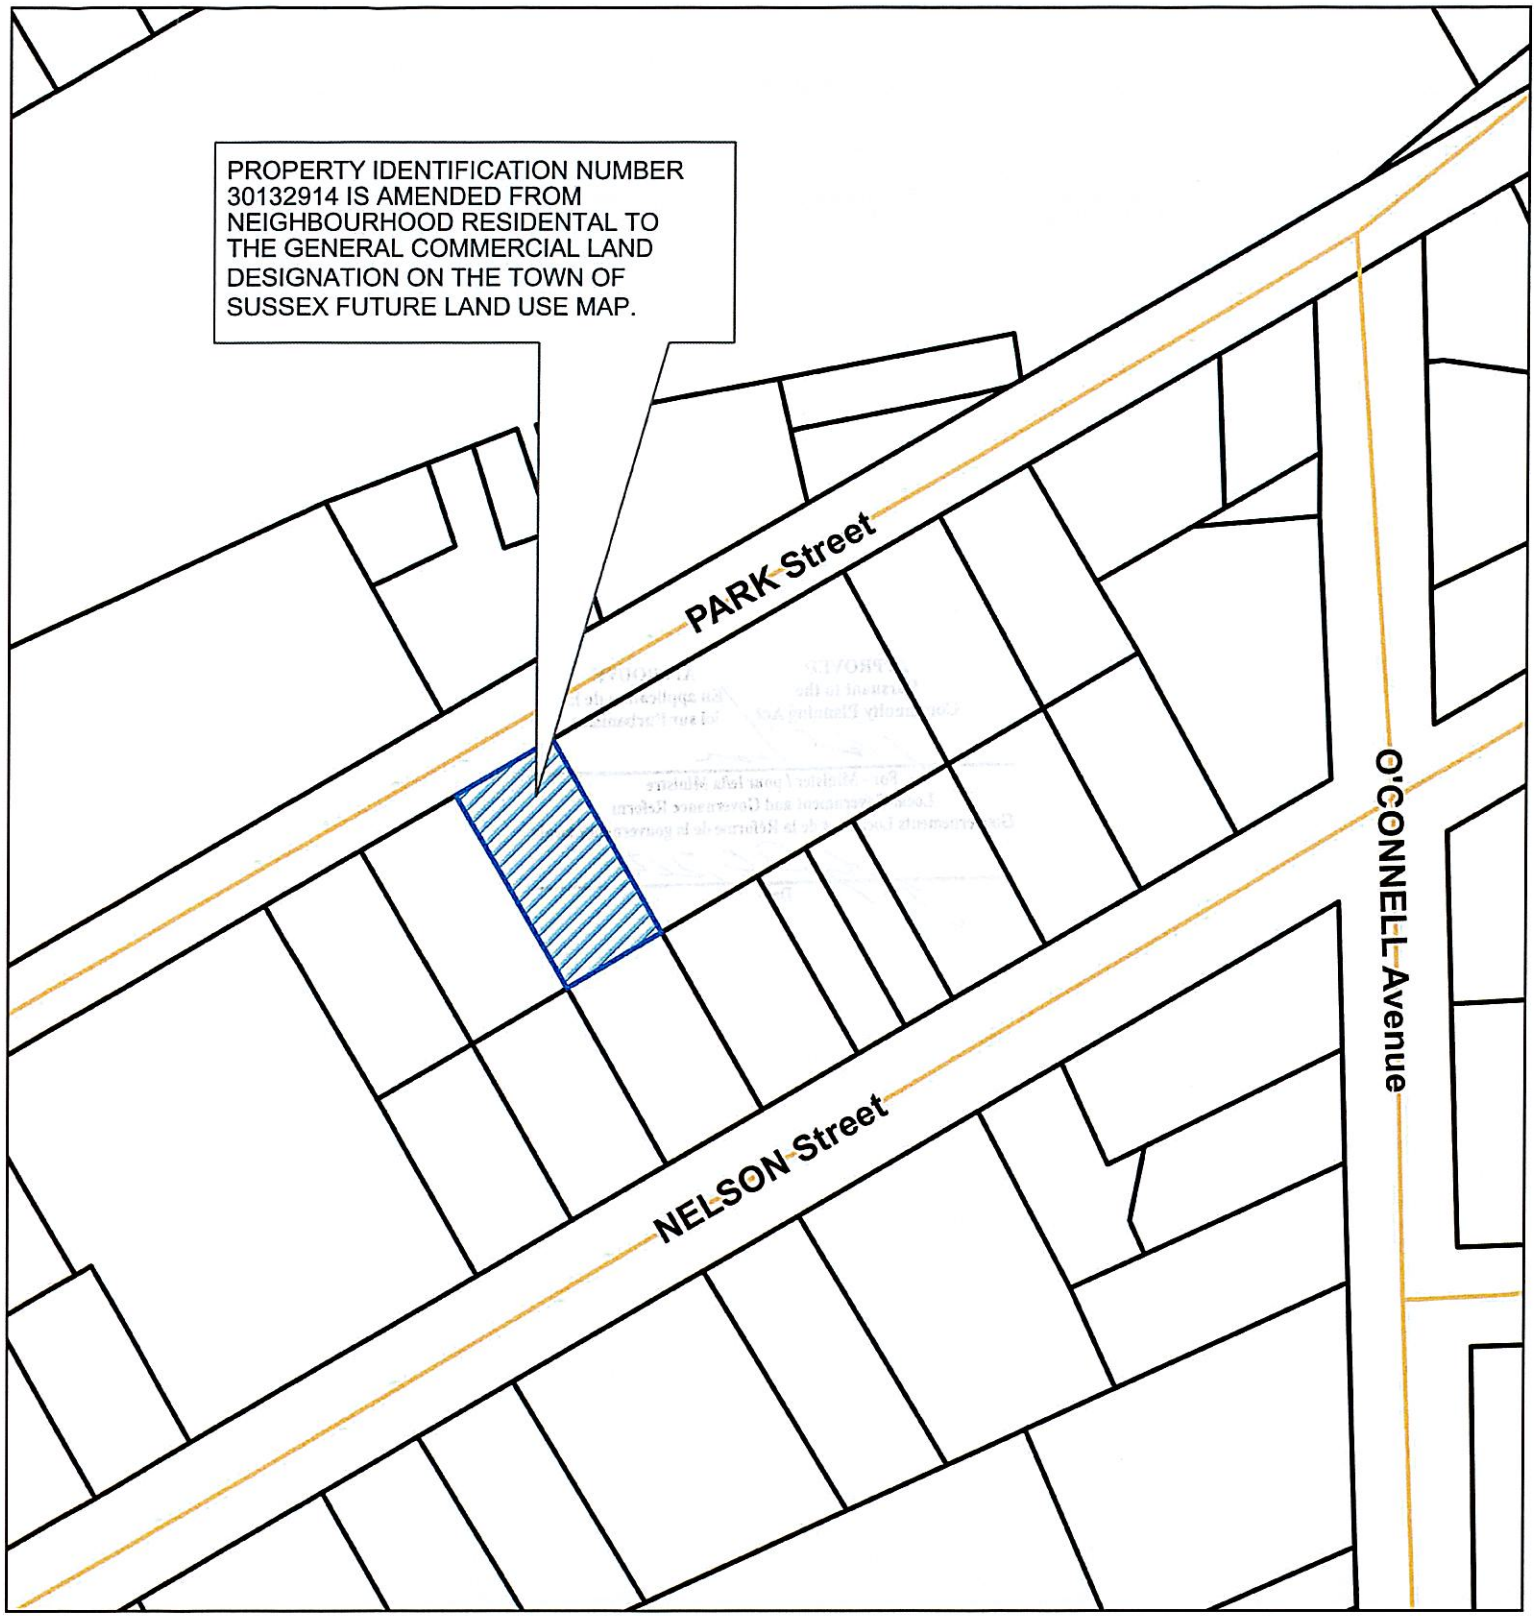 PROPERTY IDENTIFICATION NUMBER
30132914 IS AMENDED FROM
NEIGHBOURHOOD RESIDENTAL TO
THE GENERAL COMMERCIAL LAND
DESIGNATION ON THE TOWN OF
SUSSEX FUTURE LAND USE MAP.
PARK Street
O'CONNELL Avenue
NELSON Street